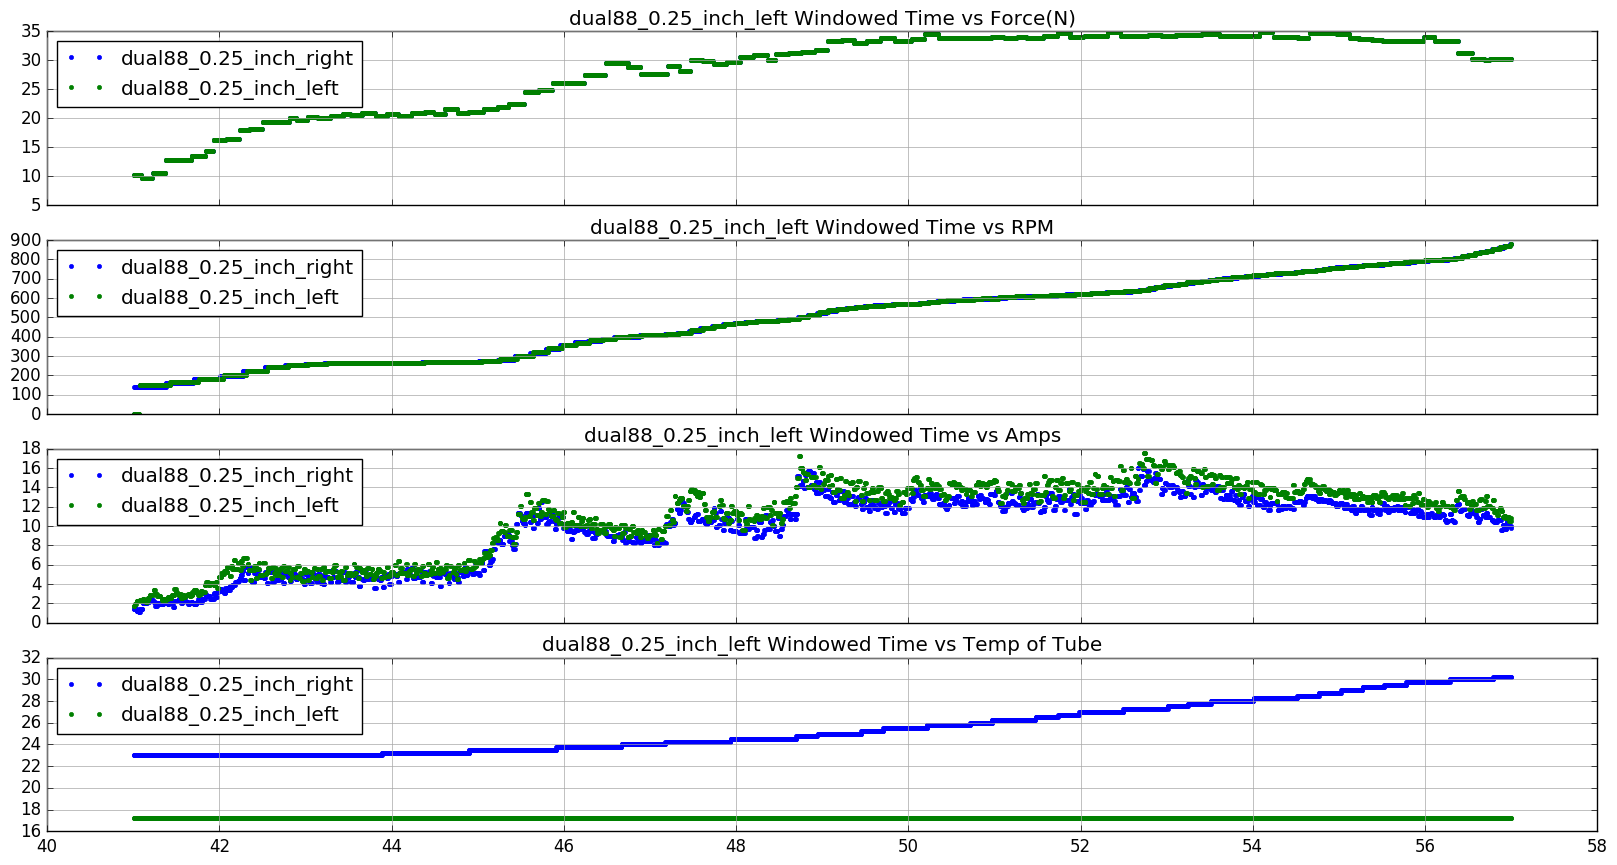 dual88_0.25_inch_left Windowed Time vs Force(N)
35
30
25
20
15
10
5
dual88_0.25_inch_right
dual88_0.25_inch_left
dual88_0.25_inch_left Windowed Time vs RPM
900
800
700
600
500
400
300
200
100
0
dual88_0.25_inch_right
dual88_0.25_inch_left
dual88_0.25_inch_left Windowed Time vs Amps
18
16
14
12
10
8
6
4
2
0
dual88_0.25_inch_right
dual88_0.25_inch_left
dual88_0.25_inch_left Windowed Time vs Temp of Tube
32
30
28
26
24
22
20
18
16
dual88_0.25_inch_right
dual88_0.25_inch_left
40 42 44 46 48 50 52 54 56 58